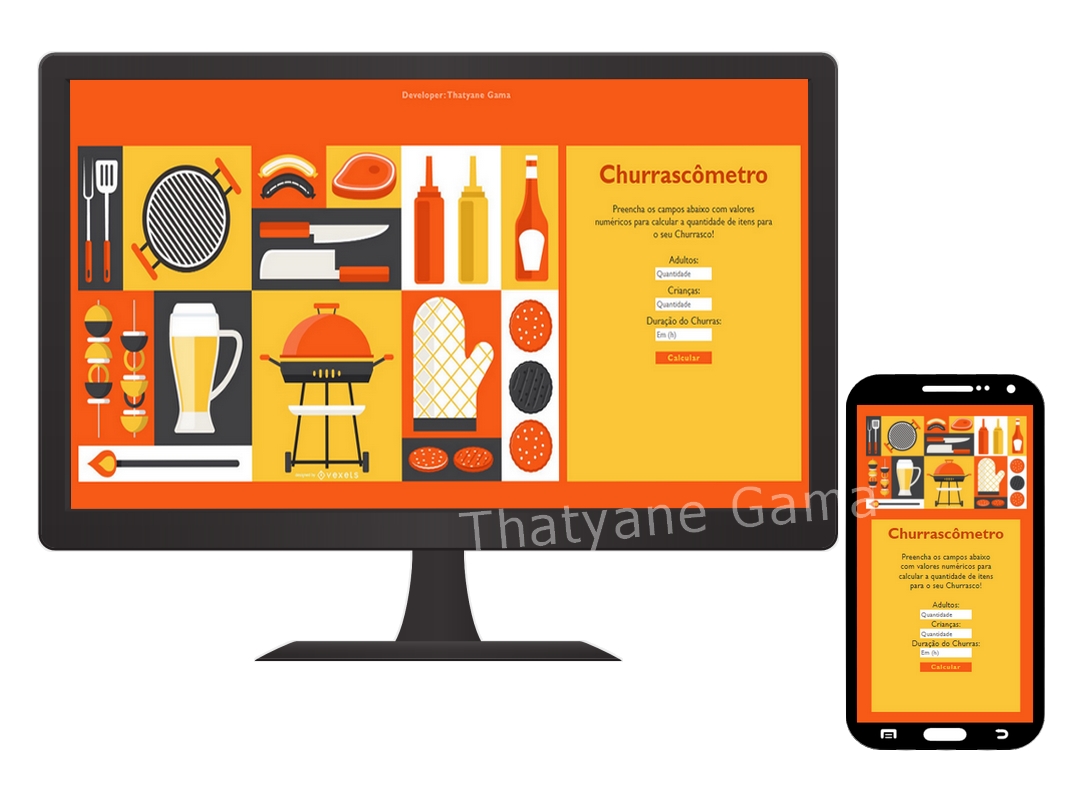 Developer: Thatyane Gama
Churrascômetro
Preencha os campos abaixo com valores
numéricos para calcular a quantidade de itens para
o seu Churrasco!
Adultos:
Quantidade
Crianças:
Quantidade
Duração do Churras:
Em (h)
Calcular
vexels
Thatyane Gama
Churrascômetro
Preencha os campos abaixo
com valores numéricos para
calcular a quantidade de itens
para o seu Churrasco!
Adultos:
Quantidade
Crianças:
Quantidade
Duração do Churras:
Em (h)
Calcular